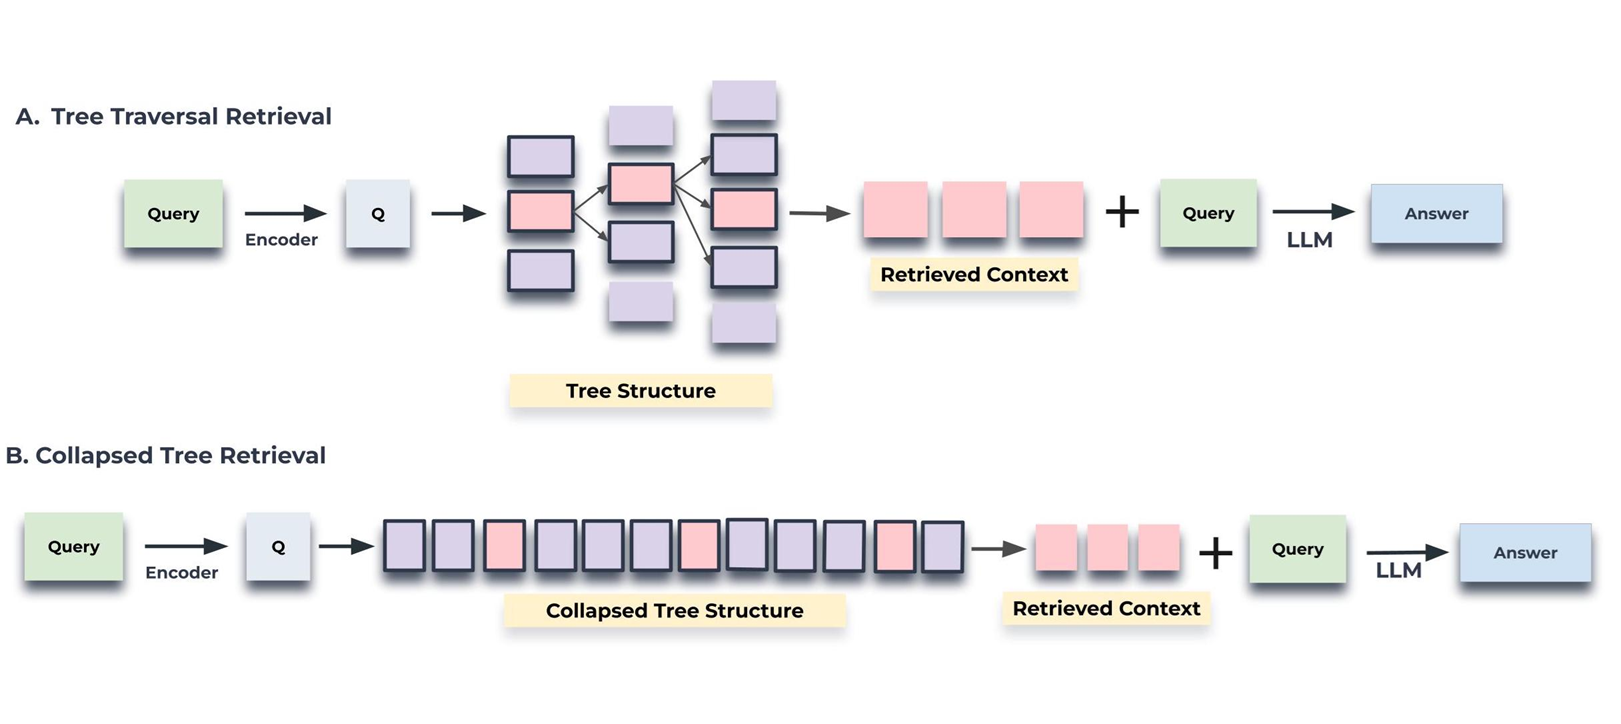 A. Tree Traversal Retrieval
Query
Encoder
Q
Tree Structure
Retrieved Context
+
Query
LLM
Answer
B. Collapsed Tree Retrieval
Query
Encoder
Q
Collapsed Tree Structure
Retrieved Context
+
Query
LLM
Answer